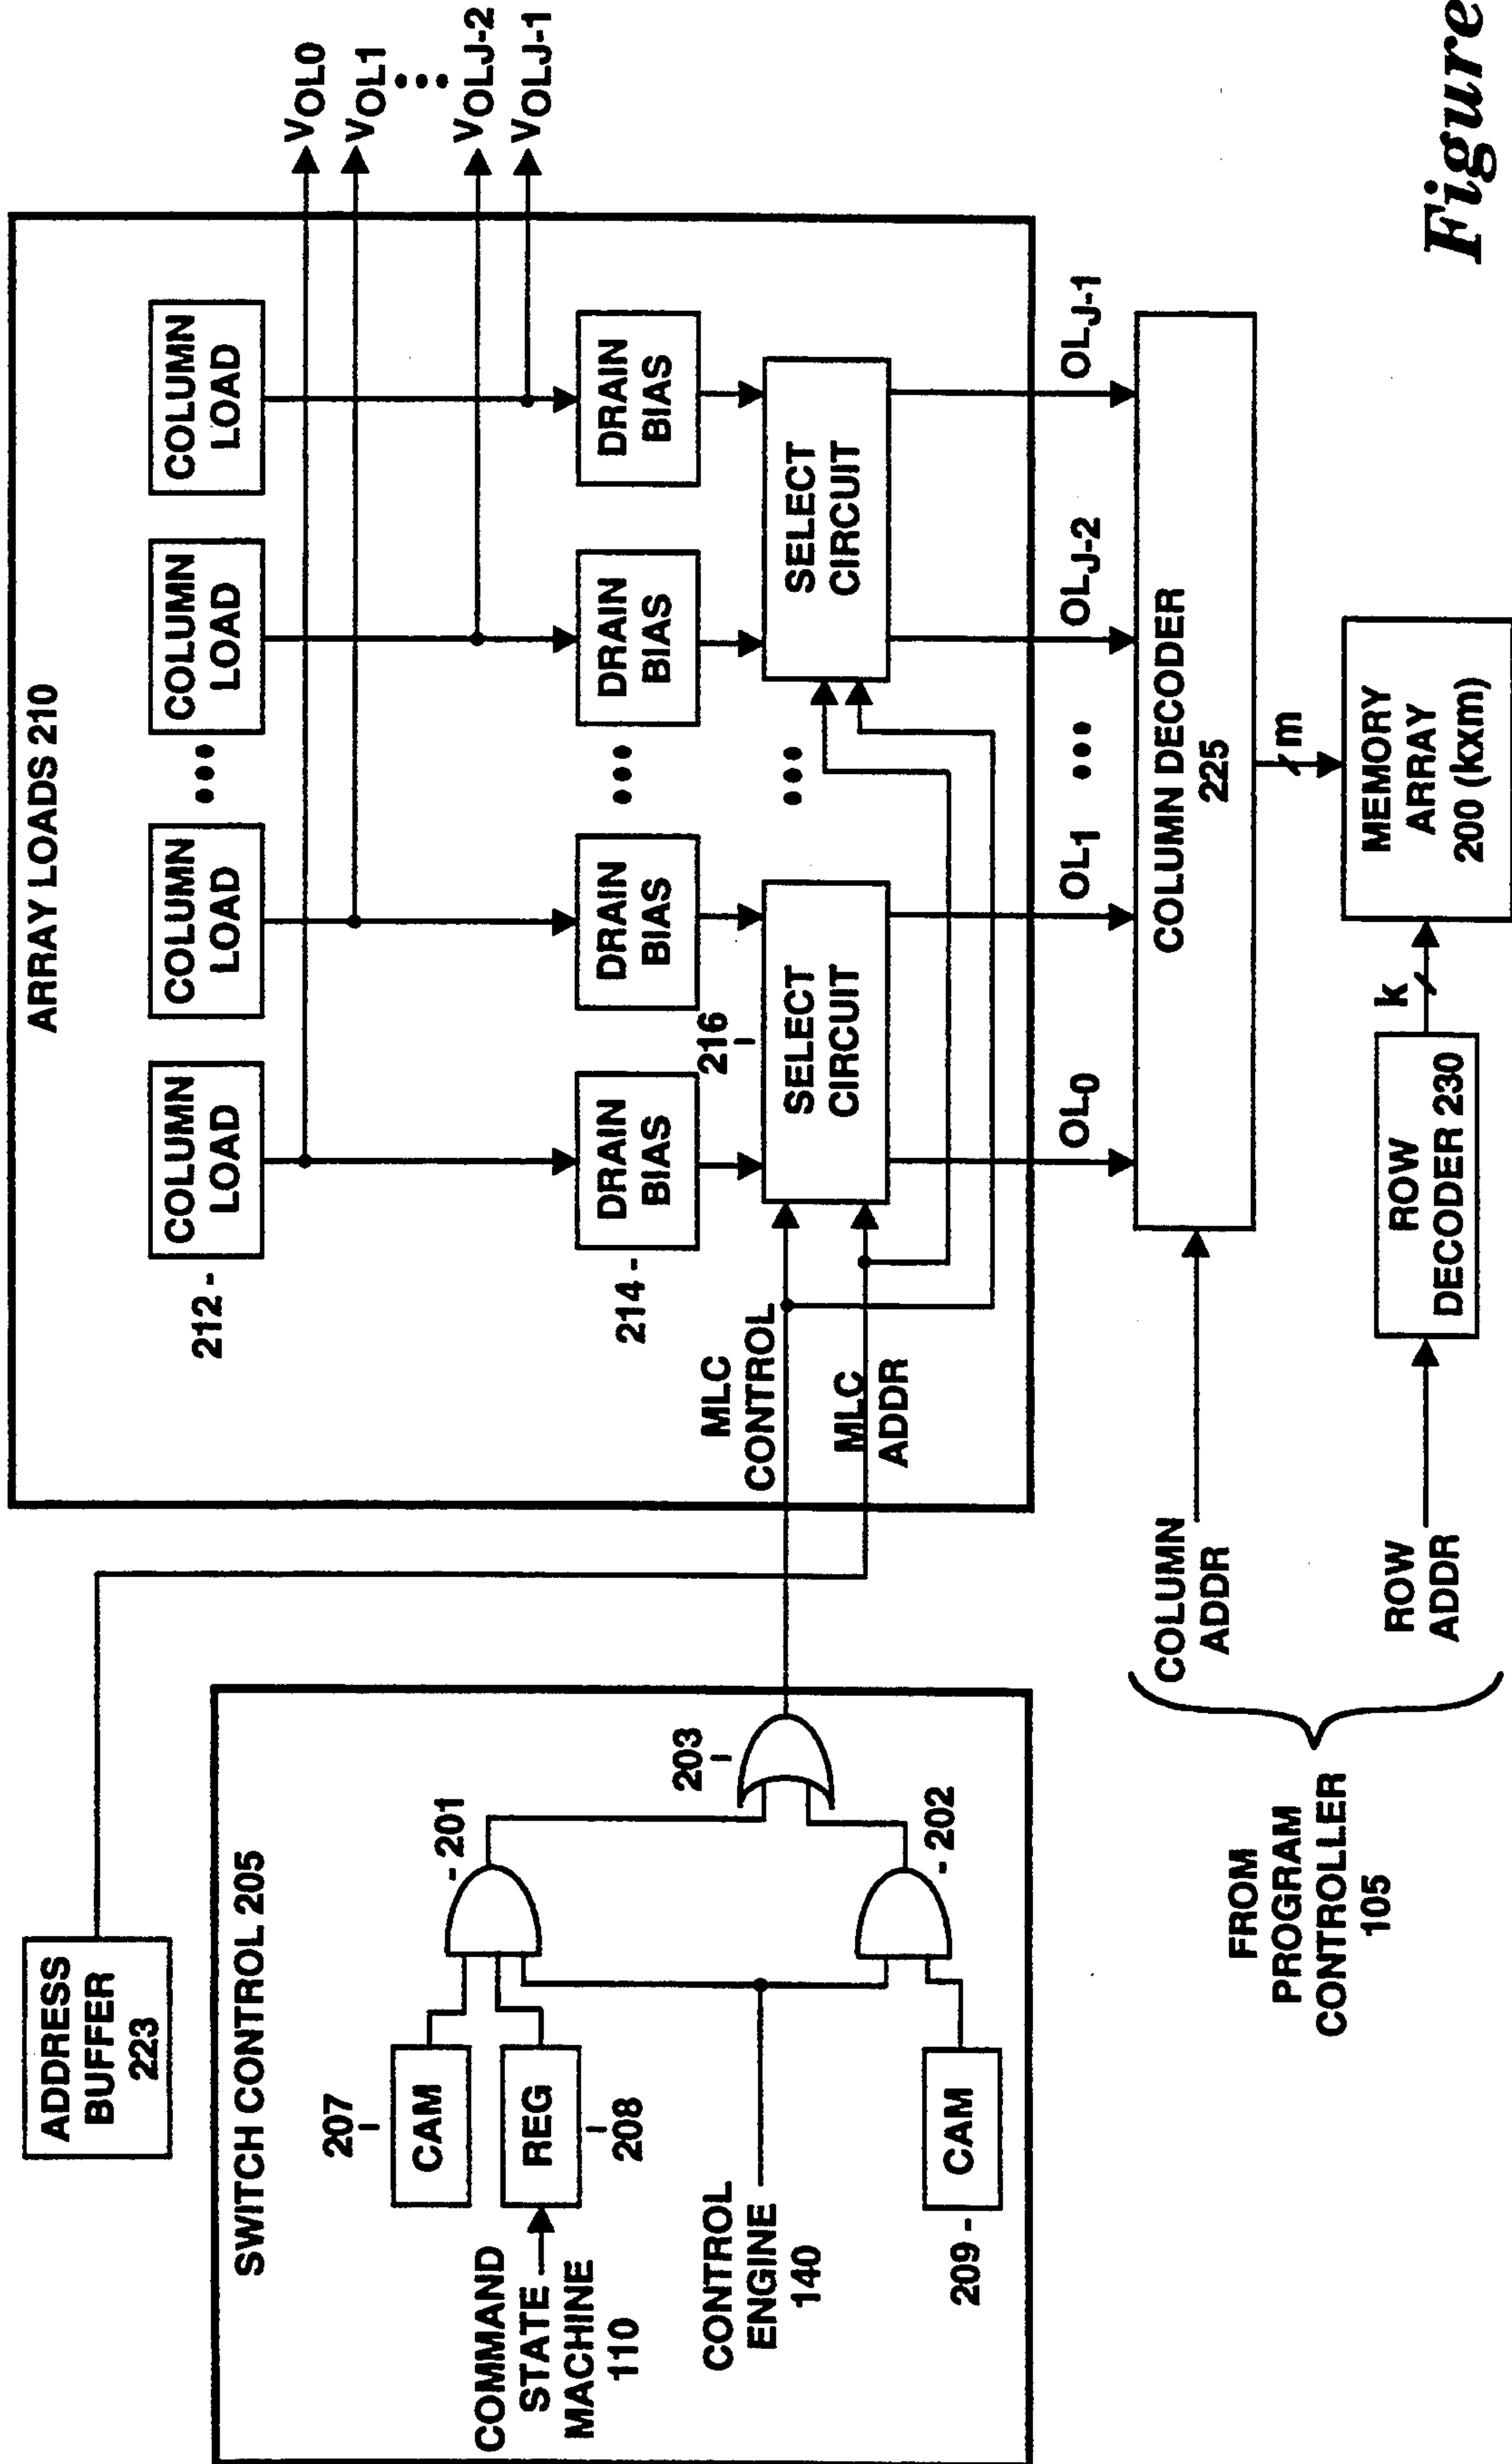 ADDRESS
BUFFER
223
SWITCH CONTROL 205
207
CAM
REG
208
COMMAND
STATE
MACHINE
110
CONTROL
ENGINE
140
209
CAM
201
202
203
ARRAY LOADS 210
212
COLUMN
LOAD
COLUMN
LOAD
•••
COLUMN
LOAD
COLUMN
LOAD
VOL0
VOL1
•••
VOLJ-2
VOLJ-1
214
DRAIN
BIAS
DRAIN
BIAS
•••
DRAIN
BIAS
DRAIN
BIAS
216
SELECT
CIRCUIT
•••
SELECT
CIRCUIT
MLC
CONTROL
MLC
ADDR
OL0
OL1
•••
OLJ-2
OLJ-1
COLUMN DECODER
225
COLUMN
ADDR
ROW
ADDR
FROM
PROGRAM
CONTROLLER
105
ROW
DECODER 230
k
m
MEMORY
ARRAY
200 (kxm)
Figure